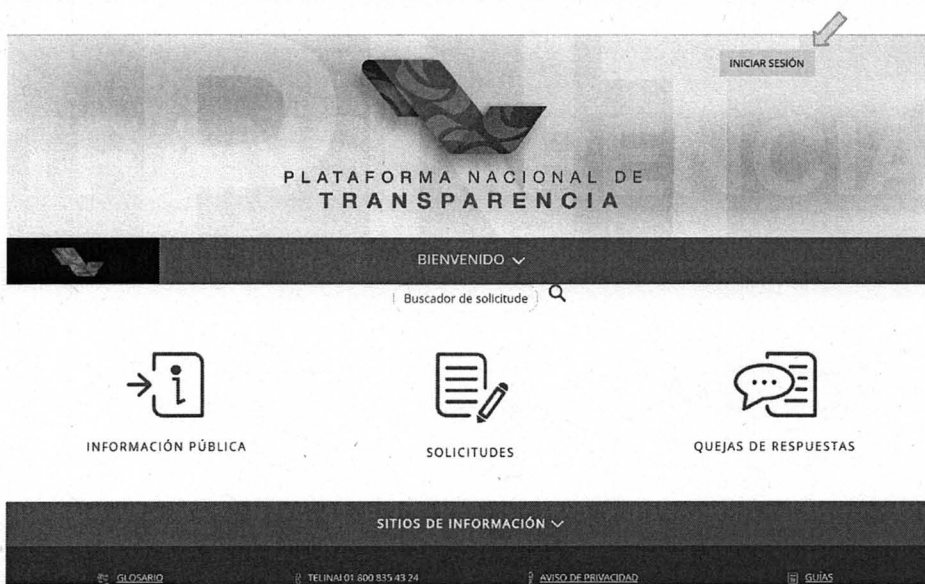 INICIAR SESIÓN
PLATAFORMA NACIONAL DE
TRANSPARENCIA
BIENVENIDO
Buscador de solicitude
INFORMACIÓN PÚBLICA
SOLICITUDES
QUEJAS DE RESPUESTAS
SITIOS DE INFORMACIÓN
GLOSARIO
TELINAI 01 800 835 43 24
AVISO DE PRIVACIDAD
GUÍAS